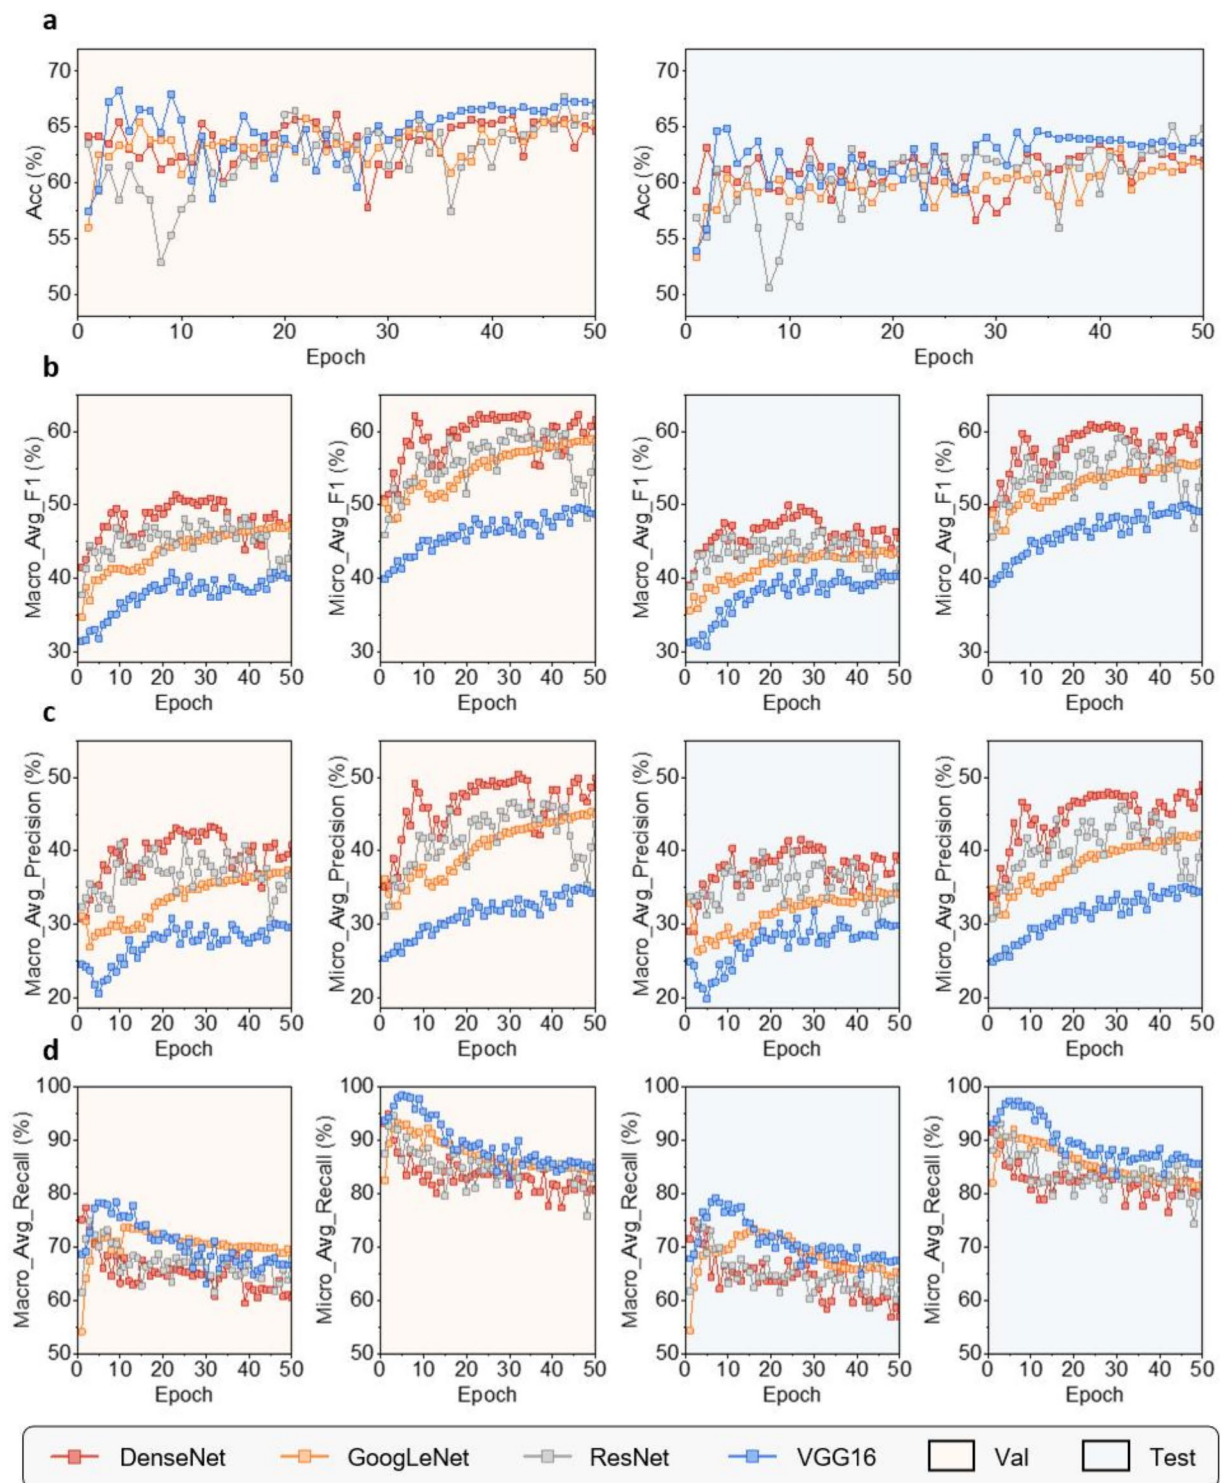 a
70
65
60
55
50
Acc (%)
0 10 20 30 40 50
Epoch
70
65
60
55
50
Acc (%)
0 10 20 30 40 50
Epoch
b
60
50
40
30
Macro_Avg_F1 (%)
0 10 20 30 40 50
Epoch
60
50
40
30
Micro_Avg_F1 (%)
0 10 20 30 40 50
Epoch
60
50
40
30
Macro_Avg_F1 (%)
0 10 20 30 40 50
Epoch
60
50
40
30
Micro_Avg_F1 (%)
0 10 20 30 40 50
Epoch
c
50
40
30
20
Macro_Avg_Precision (%)
0 10 20 30 40 50
Epoch
50
40
30
20
Micro_Avg_Precision (%)
0 10 20 30 40 50
Epoch
50
40
30
20
Macro_Avg_Precision (%)
0 10 20 30 40 50
Epoch
50
40
30
20
Micro_Avg_Precision (%)
0 10 20 30 40 50
Epoch
d
100
90
80
70
60
50
Macro_Avg_Recall (%)
0 10 20 30 40 50
Epoch
100
90
80
70
60
50
Micro_Avg_Recall (%)
0 10 20 30 40 50
Epoch
100
90
80
70
60
50
Macro_Avg_Recall (%)
0 10 20 30 40 50
Epoch
100
90
80
70
60
50
Micro_Avg_Recall (%)
0 10 20 30 40 50
Epoch
DenseNet GoogLeNet ResNet VGG16 Val Test